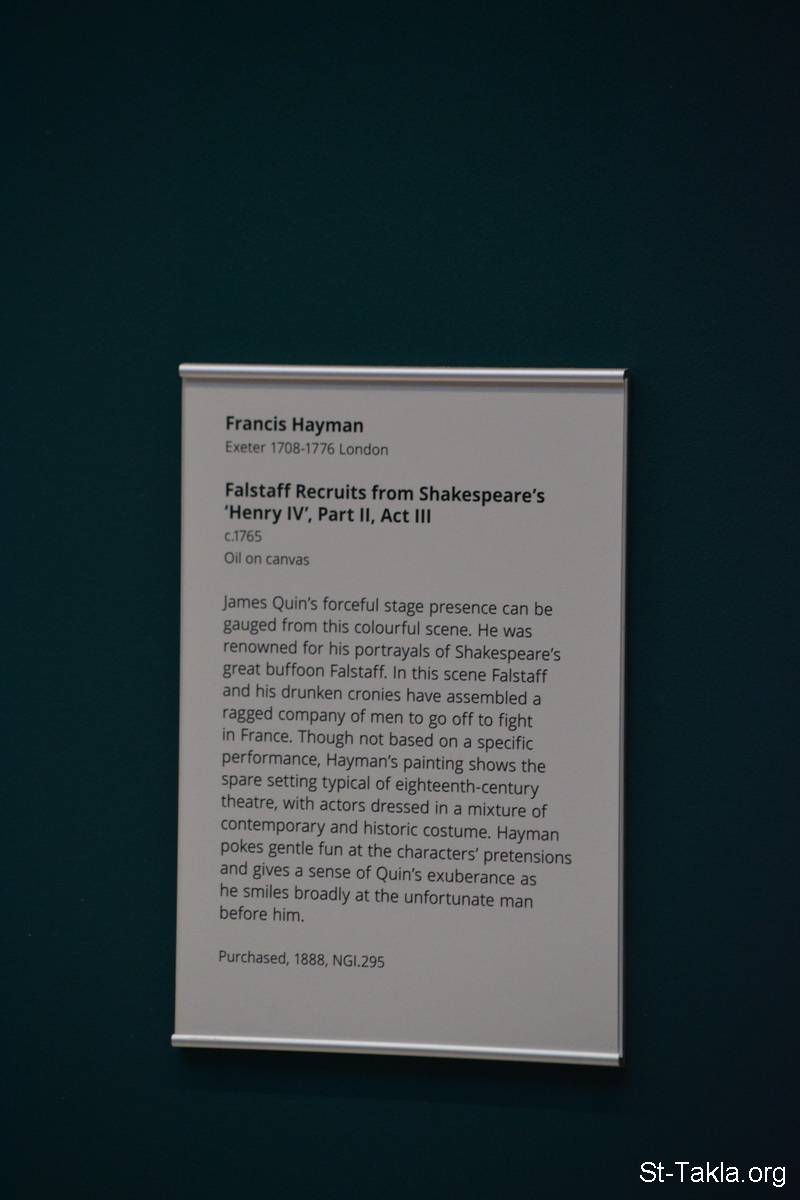 Francis Hayman
Exeter 1708-1776 London
Falstaff Recruits from Shakespeare's
'Henry IV', Part II, Act III
c.1765
Oil on canvas
James Quin's forceful stage presence can be
gauged from this colourful scene. He was
renowned for his portrayals of Shakespeare's
great buffoon Falstaff. In this scene Falstaff
and his drunken cronies have assembled a
ragged company of men to go off to fight
in France. Though not based on a specific
performance, Hayman's painting shows the
spare setting typical of eighteenth-century
theatre, with actors dressed in a mixture of
contemporary and historic costume. Hayman
pokes gentle fun at the characters' pretensions
and gives a sense of Quin's exuberance as
he smiles broadly at the unfortunate man
before him.
Purchased, 1888, NGI.295
St-Takla.org